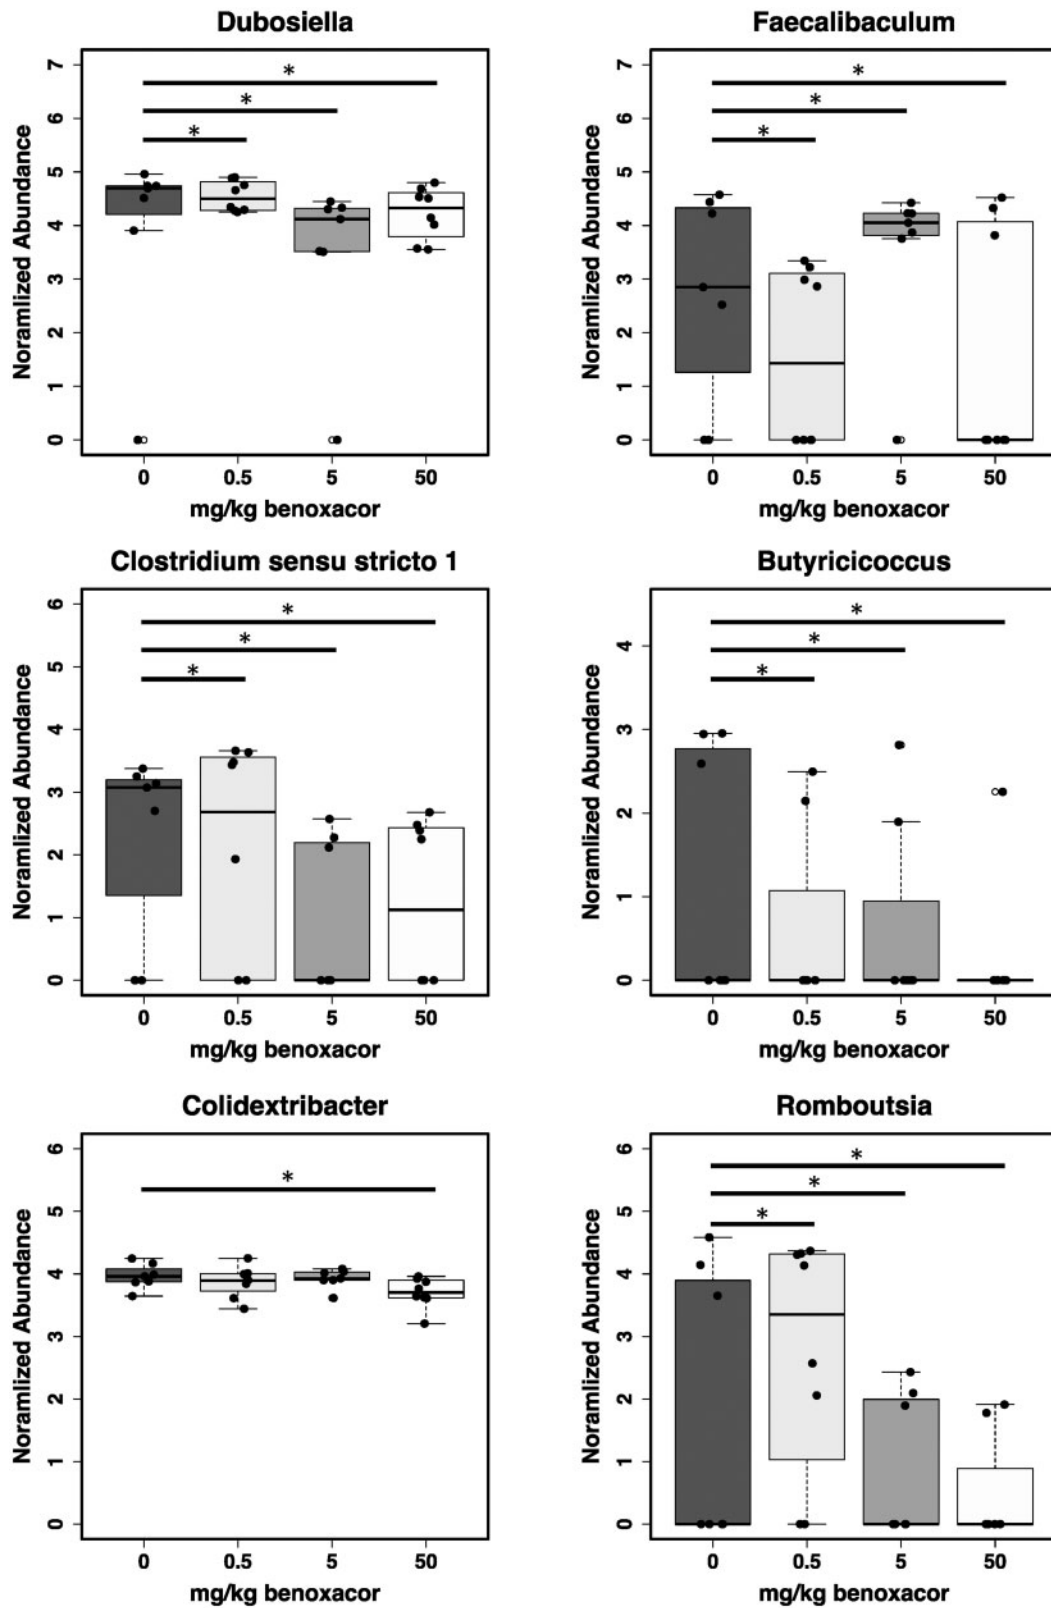 Dubosiella
Noramlized Abundance
7
6
5
4
3
2
1
0
*
*
*
0 0.5 5 50
mg/kg benoxacor
Faecalibaculum
Noramlized Abundance
7
6
5
4
3
2
1
0
*
*
*
0 0.5 5 50
mg/kg benoxacor
Clostridium sensu stricto 1
Noramlized Abundance
6
5
4
3
2
1
0
*
*
*
0 0.5 5 50
mg/kg benoxacor
Butyricicoccus
Noramlized Abundance
4
3
2
1
0
*
*
*
0 0.5 5 50
mg/kg benoxacor
Colidextribacter
Noramlized Abundance
6
5
4
3
2
1
0
*
0 0.5 5 50
mg/kg benoxacor
Romboutsia
Noramlized Abundance
6
5
4
3
2
1
0
*
*
*
0 0.5 5 50
mg/kg benoxacor